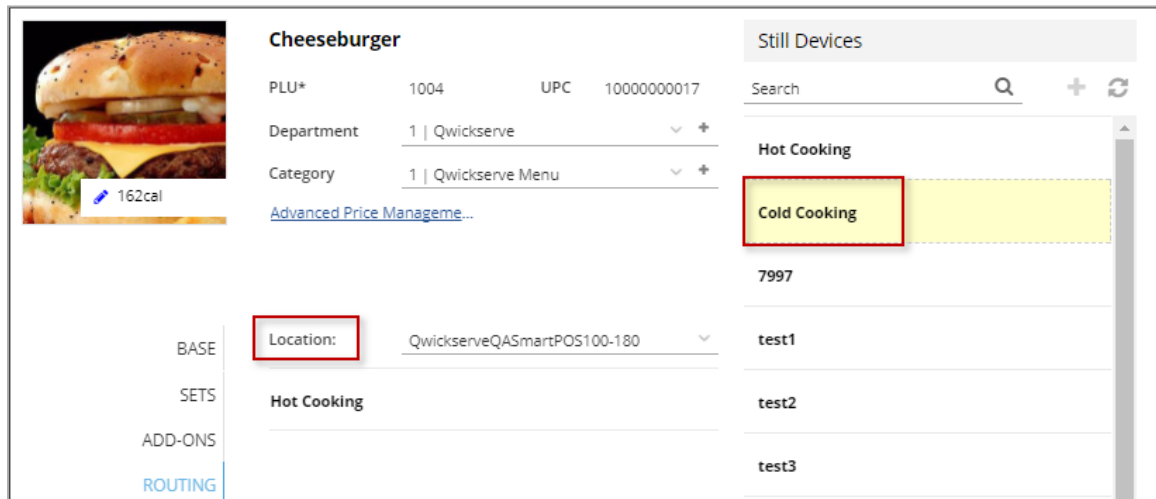 Cheeseburger
PLU* 1004 UPC 10000000017
Department 1 | Qwickserve
Category 1 | Qwickserve Menu
162cal
Advanced Price Manageme...
Location: QwickserveQASmartPOS100-180
Hot Cooking
BASE
SETS
ADD-ONS
ROUTING
Still Devices
Search
Hot Cooking
Cold Cooking
7997
test1
test2
test3